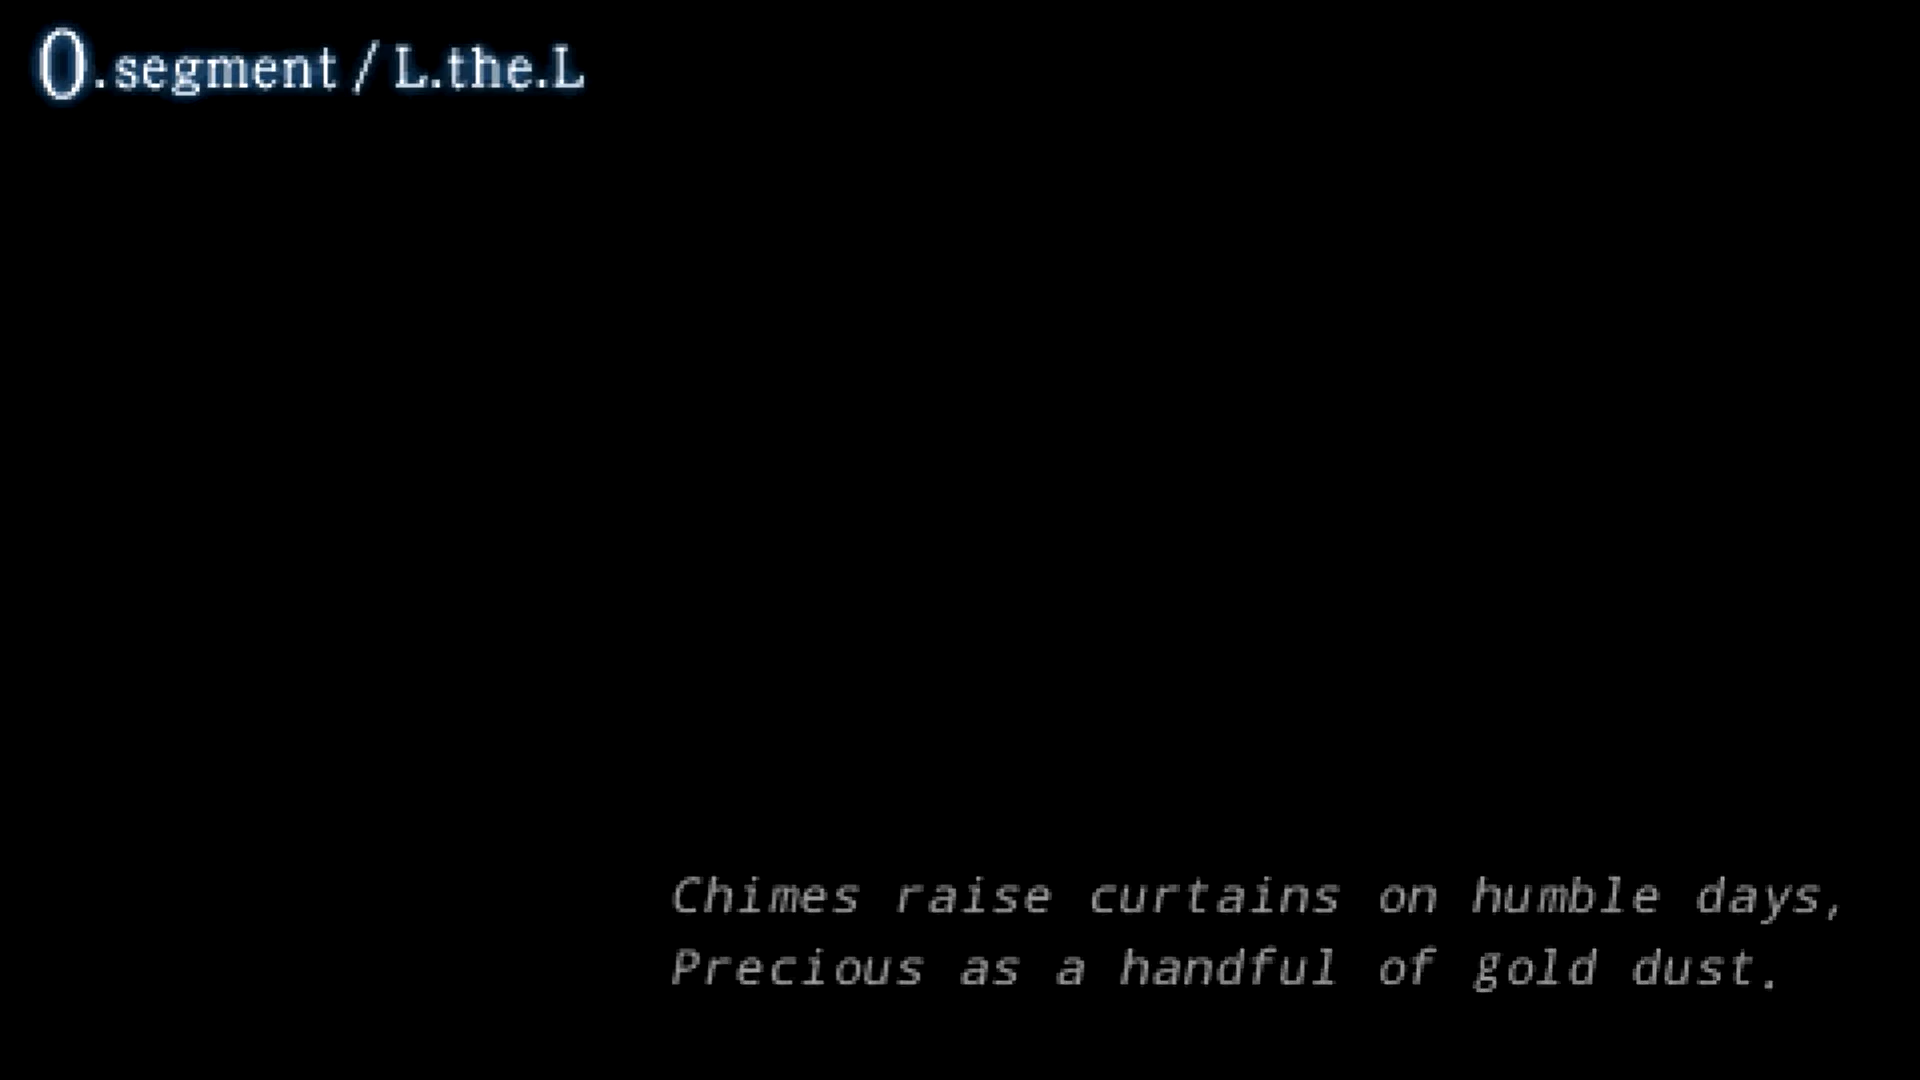 0.segment / L.the.L
Chimes raise curtains on humble days,
Precious as a handful of gold dust.